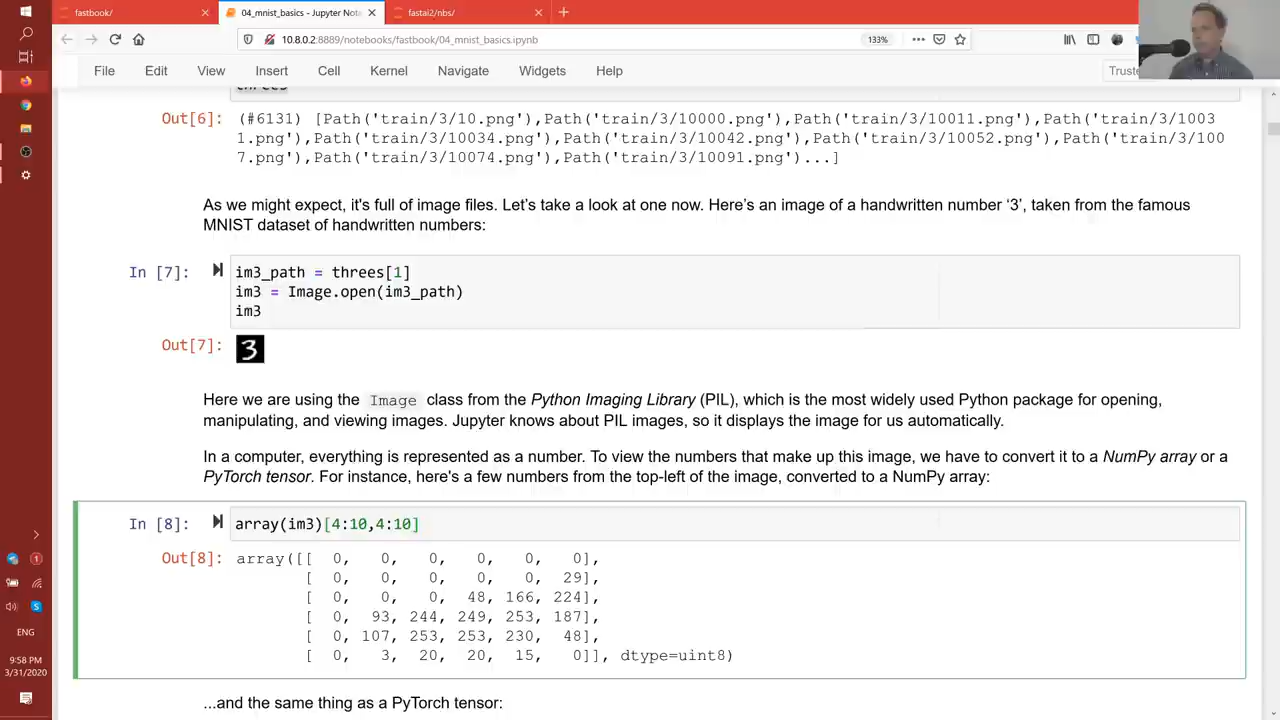 fastbook/
04_mnist_basics - Jupyter Not
fastai2/nbs/
10.8.0.2:8889/notebooks/fastbook/04_mnist_basics.ipynb
133%
File Edit View Insert Cell Kernel Navigate Widgets Help
Truste
threes
Out[6]: (#6131) [Path('train/3/10.png'),Path('train/3/10000.png'),Path('train/3/10011.png'),Path('train/3/1003
1.png'),Path('train/3/10034.png'),Path('train/3/10042.png'),Path('train/3/10052.png'),Path('train/3/100
7.png'),Path('train/3/10074.png'),Path('train/3/10091.png')...]
As we might expect, it's full of image files. Let’s take a look at one now. Here’s an image of a handwritten number ‘3’, taken from the famous
MNIST dataset of handwritten numbers:
In [7]: im3_path = threes[1]
im3 = Image.open(im3_path)
im3
Out[7]: 3
Here we are using the Image class from the Python Imaging Library (PIL), which is the most widely used Python package for opening,
manipulating, and viewing images. Jupyter knows about PIL images, so it displays the image for us automatically.
In a computer, everything is represented as a number. To view the numbers that make up this image, we have to convert it to a NumPy array or a
PyTorch tensor. For instance, here's a few numbers from the top-left of the image, converted to a NumPy array:
In [8]: array(im3)[4:10,4:10]
Out[8]: array([[ 0, 0, 0, 0, 0, 0],
[ 0, 0, 0, 0, 0, 29],
[ 0, 0, 0, 48, 166, 224],
[ 0, 93, 244, 249, 253, 187],
[ 0, 107, 253, 253, 230, 48],
[ 0, 3, 20, 20, 15, 0]], dtype=uint8)
...and the same thing as a PyTorch tensor:
ENG
9:58 PM
3/31/2020